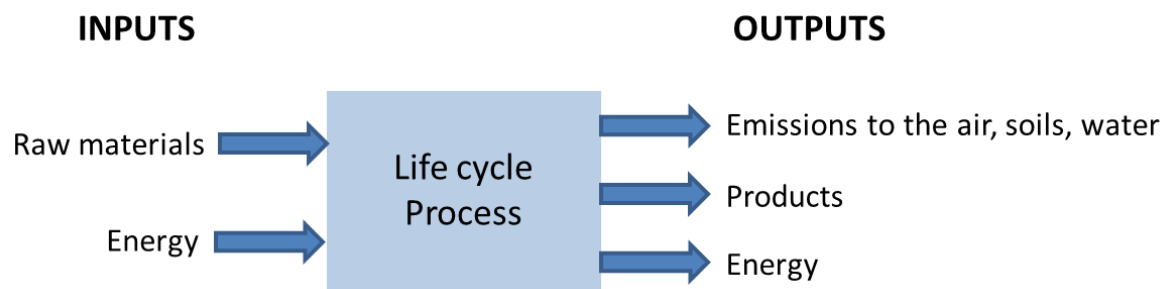 INPUTS
OUTPUTS
Raw materials
Energy
Life cycle
Process
Emissions to the air, soils, water
Products
Energy